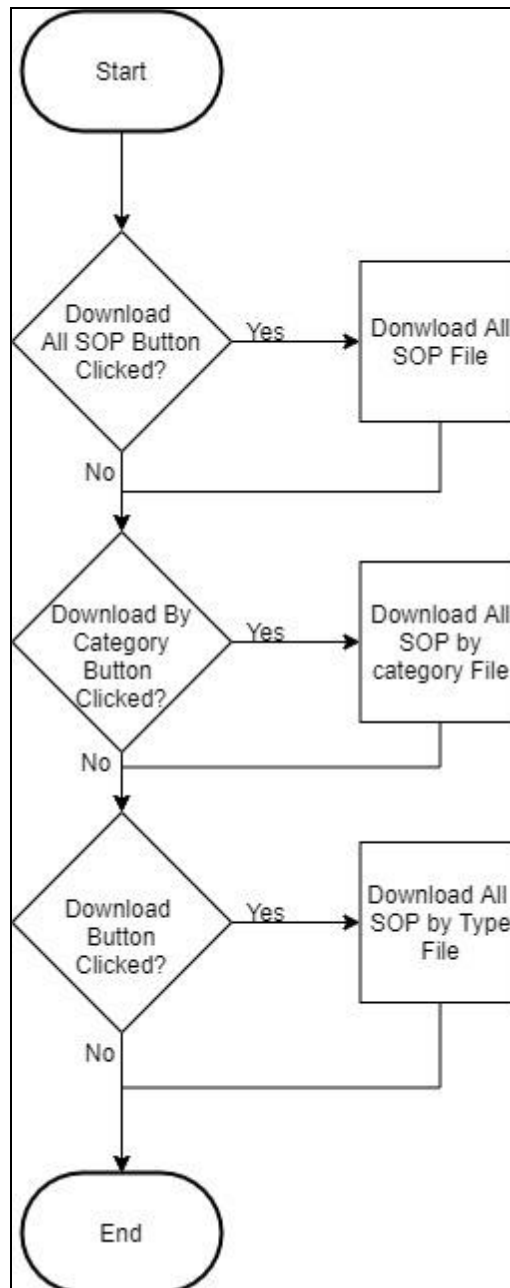 Start
Download
All SOP Button
Clicked?
Yes
Donwload All
SOP File
No
Download By
Category
Button
Clicked?
Yes
Download All
SOP by
category File
No
Download
Button
Clicked?
Yes
Download All
SOP by Type
File
No
End